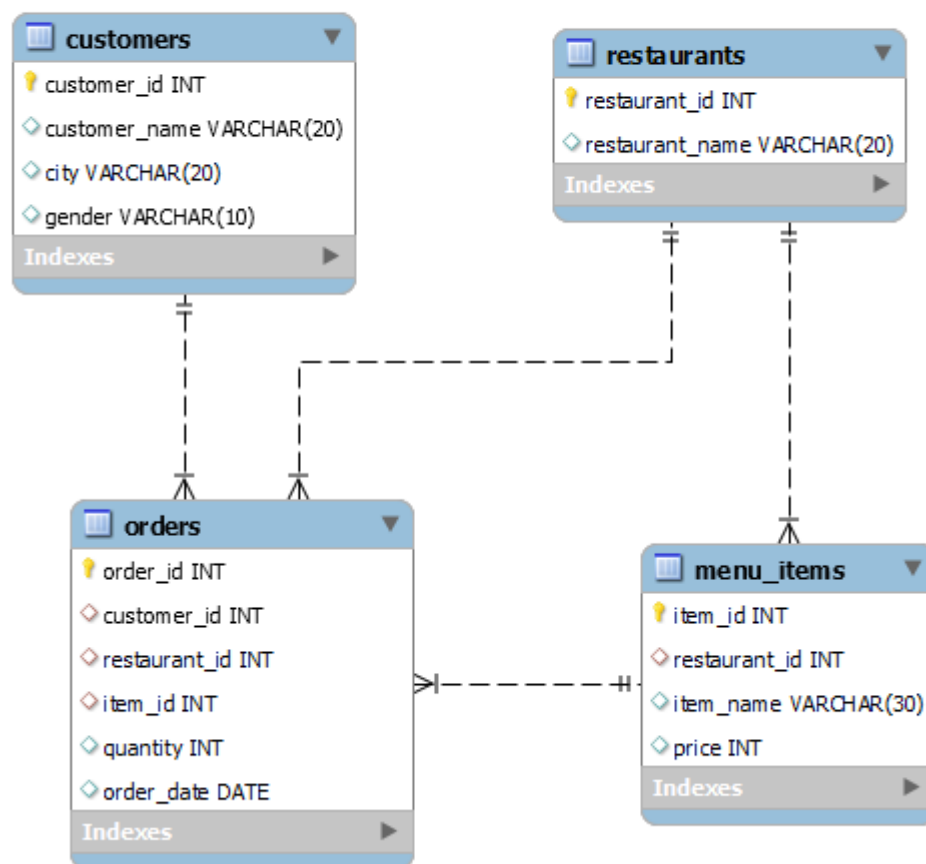 customers
customer_id INT
customer_name VARCHAR(20)
city VARCHAR(20)
gender VARCHAR(10)
Indexes
restaurants
restaurant_id INT
restaurant_name VARCHAR(20)
Indexes
orders
order_id INT
customer_id INT
restaurant_id INT
item_id INT
quantity INT
order_date DATE
Indexes
menu_items
item_id INT
restaurant_id INT
item_name VARCHAR(30)
price INT
Indexes